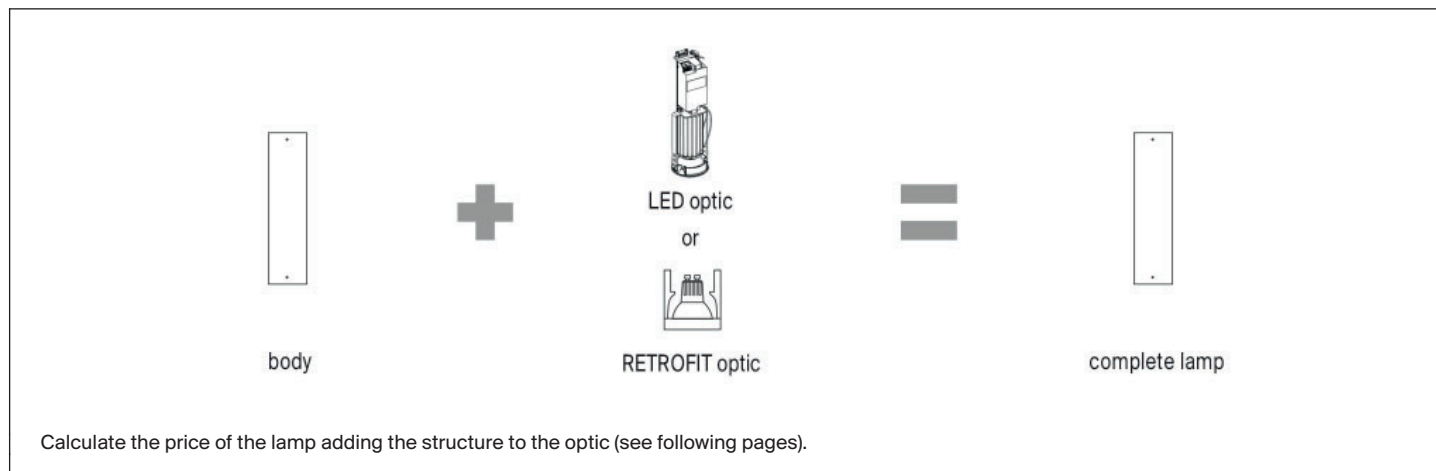 LED optic
or
body
RETROFIT optic
complete lamp
Calculate the price of the lamp adding the structure to the optic (see following pages).